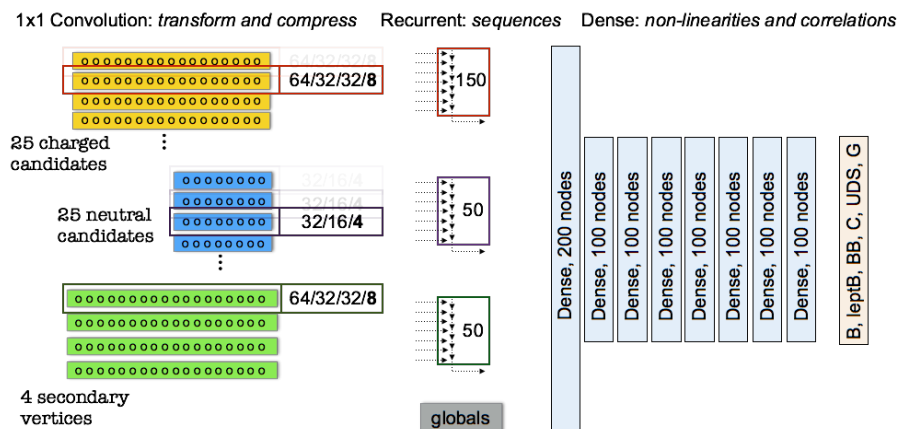 1x1 Convolution: transform and compress
Recurrent: sequences
Dense: non-linearities and correlations
64/32/32/8
64/32/32/8
25 charged
candidates
32/16/4
32/16/4
32/16/4
25 neutral
candidates
64/32/32/8
4 secondary
vertices
150
50
50
globals
Dense, 200 nodes
Dense, 100 nodes
Dense, 100 nodes
Dense, 100 nodes
Dense, 100 nodes
Dense, 100 nodes
Dense, 100 nodes
Dense, 100 nodes
B, leptB, BB, C, UDS, G